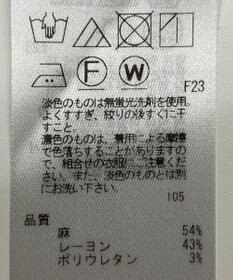 F W
F23
淡色のものは無蛍光洗剤を使用。
よくすすぎ、絞りの後すぐに干
すこと。
濃色のものは、着用による摩擦
で色落ちすることがありますの
で、組合せの衣服にご注意くだ
さい。また、淡色のものとは別
にお洗い下さい。
105
品質
麻 54%
レーヨン 43%
ポリウレタン 3%